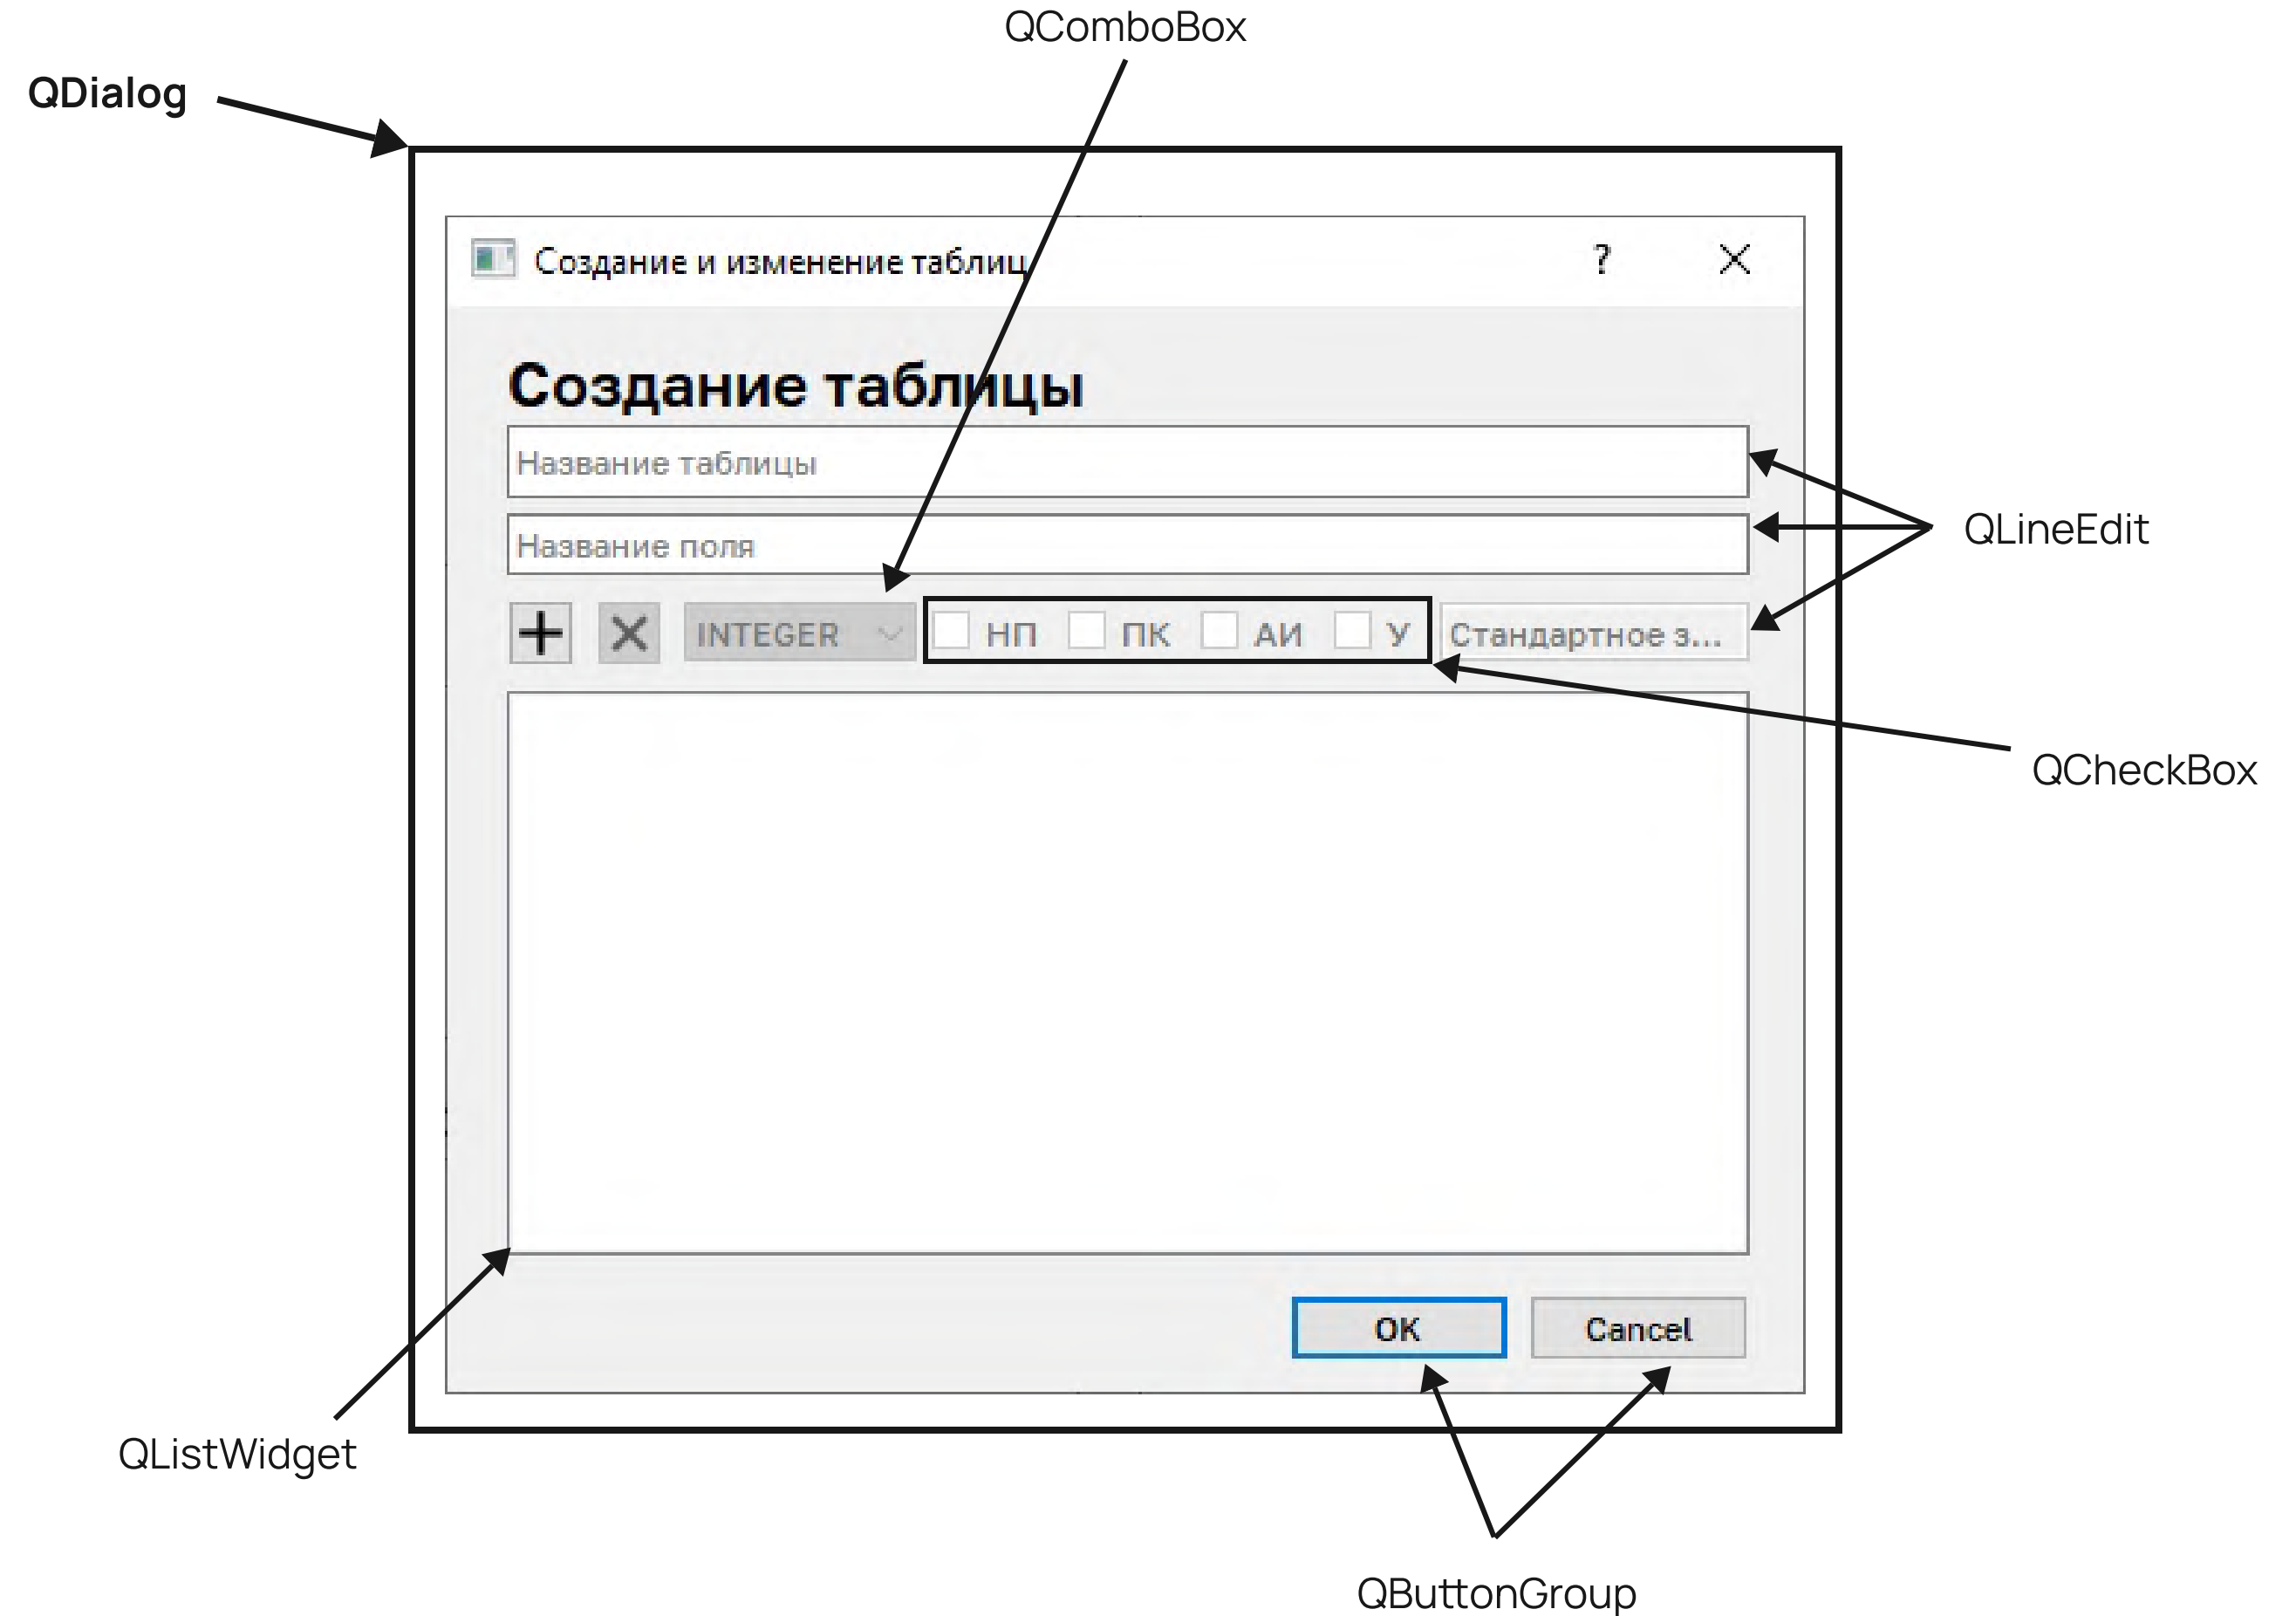 QComboBox
QDialog
Создание и изменение таблиц
?
Создание таблицы
Название таблицы
Название поля
QLineEdit
INTEGER НП ПК АИ У Стандартное з...
QCheckBox
OK Cancel
QListWidget
QButtonGroup